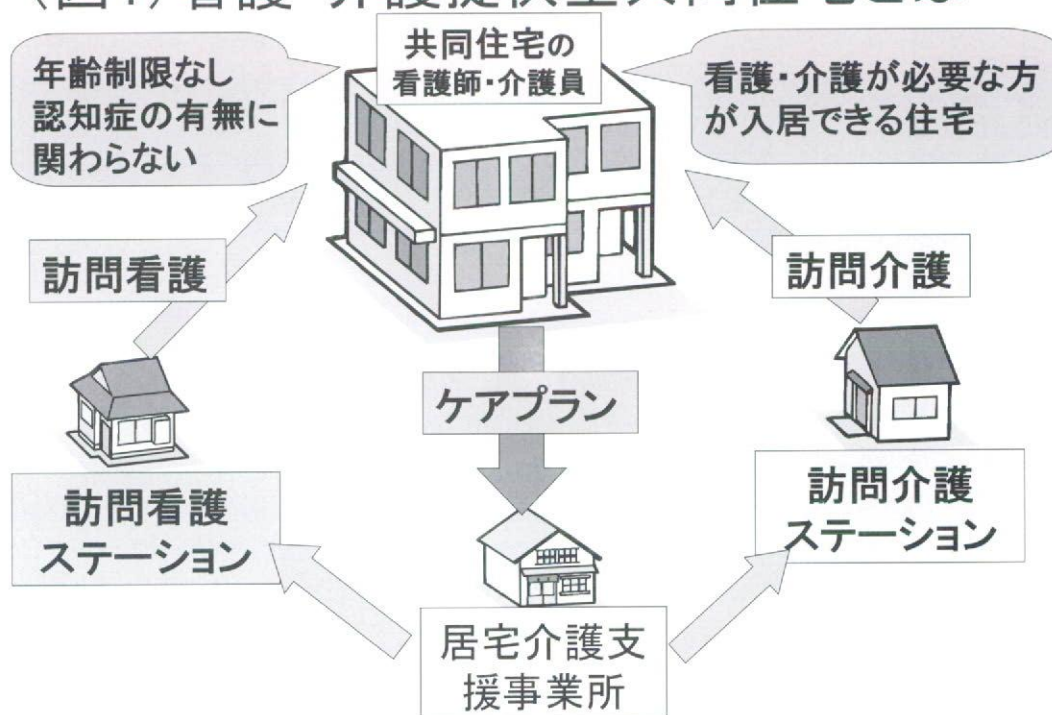 共同住宅の
看護師・介護員
年齢制限なし
認知症の有無に
関わらない
看護・介護が必要な方
が入居できる住宅
訪問看護
訪問介護
ケアプラン
訪問看護
ステーション
訪問介護
ステーション
居宅介護支
援事業所